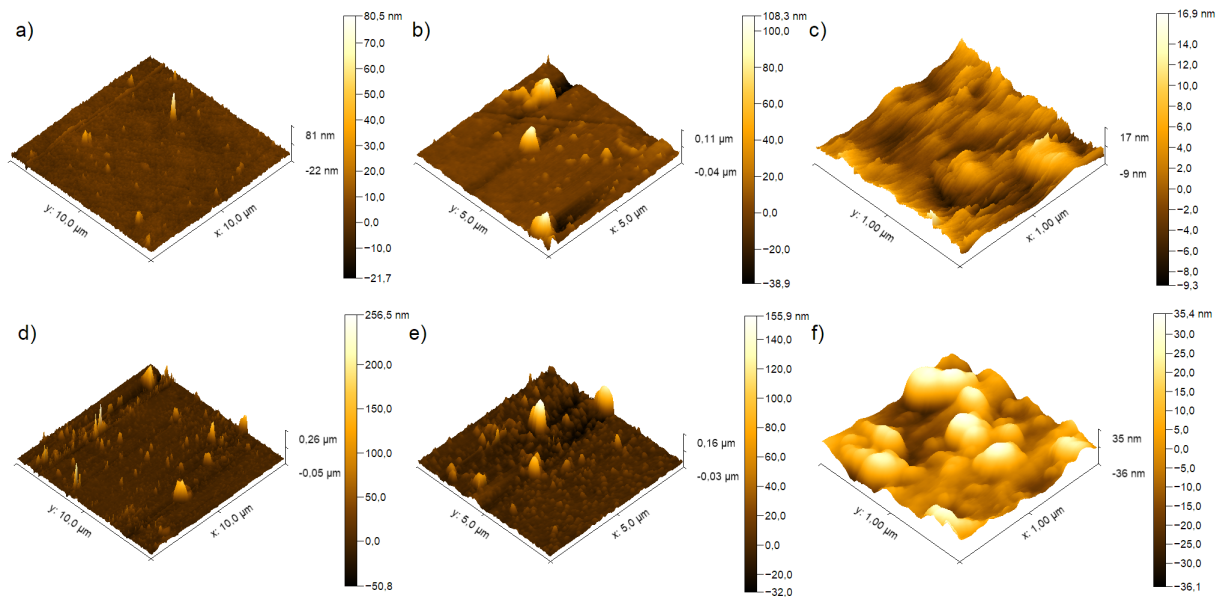 a)
80,5 nm
70,0
60,0
50,0
40,0
30,0
20,0
10,0
0,0
−10,0
−21.7
81 nm
−22 nm
y: 10,0 µm
x: 10,0 µm
b)
108.3 nm
100,0
80,0
60,0
40,0
20,0
0,0
−20,0
−38,9
0,11 µm
-0,04 µm
y: 5,0 µm
x: 5,0 µm
c)
16,9 nm
14,0
12,0
10,0
8,0
6,0
4,0
2,0
0,0
−2,0
−4,0
−6,0
−8,0
−9,3
17 nm
-9 nm
y: 1,00 µm
x: 1,00 µm
d)
256,5 nm
200,0
150,0
100,0
50,0
0,0
−50,8
0,26 µm
-0,05 µm
y: 10,0 µm
x: 10,0 µm
e)
155,9 nm
140,0
120,0
100,0
80,0
60,0
40,0
20,0
0,0
−20,0
−32,0
0,16 µm
-0,03 µm
y: 5,0 µm
x: 5,0 µm
f)
35,4 nm
30,0
25,0
20,0
15,0
10,0
5,0
0,0
−5,0
−10,0
−15,0
−20,0
−25,0
−30,0
−36,1
35 nm
-36 nm
y: 1,00 µm
x: 1,00 µm